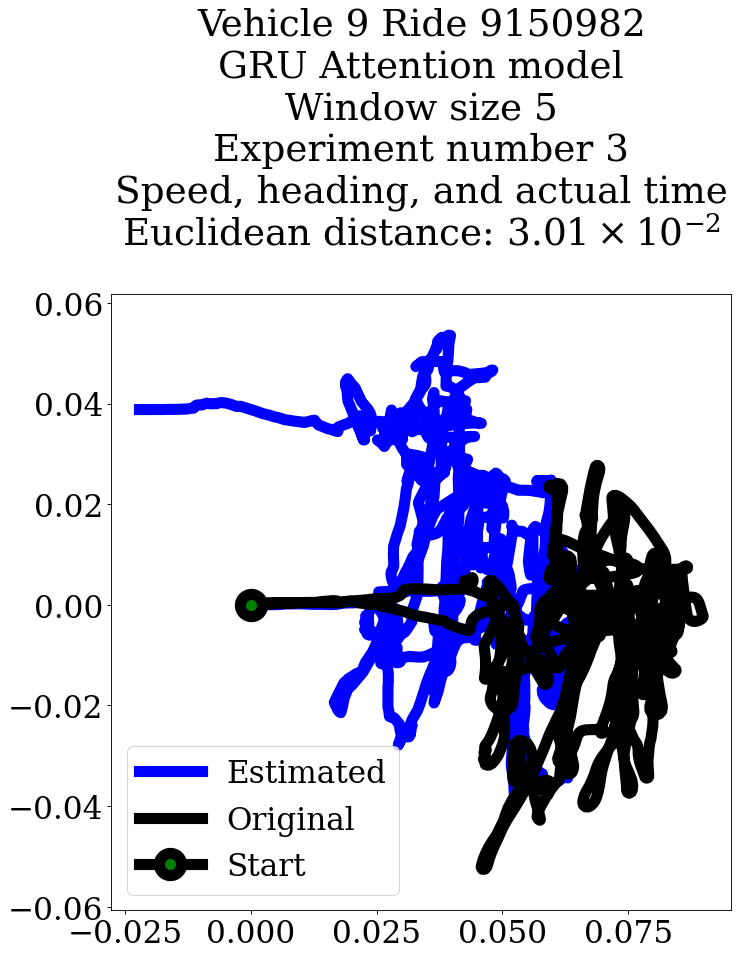 Vehicle 9 Ride 9150982
GRU Attention model
Window size 5
Experiment number 3
Speed, heading, and actual time
Euclidean distance: 3.01 × 10⁻²
0.06
0.04
0.02
0.00
−0.02
−0.04
−0.06
Estimated
Original
Start
−0.025 0.000 0.025 0.050 0.075